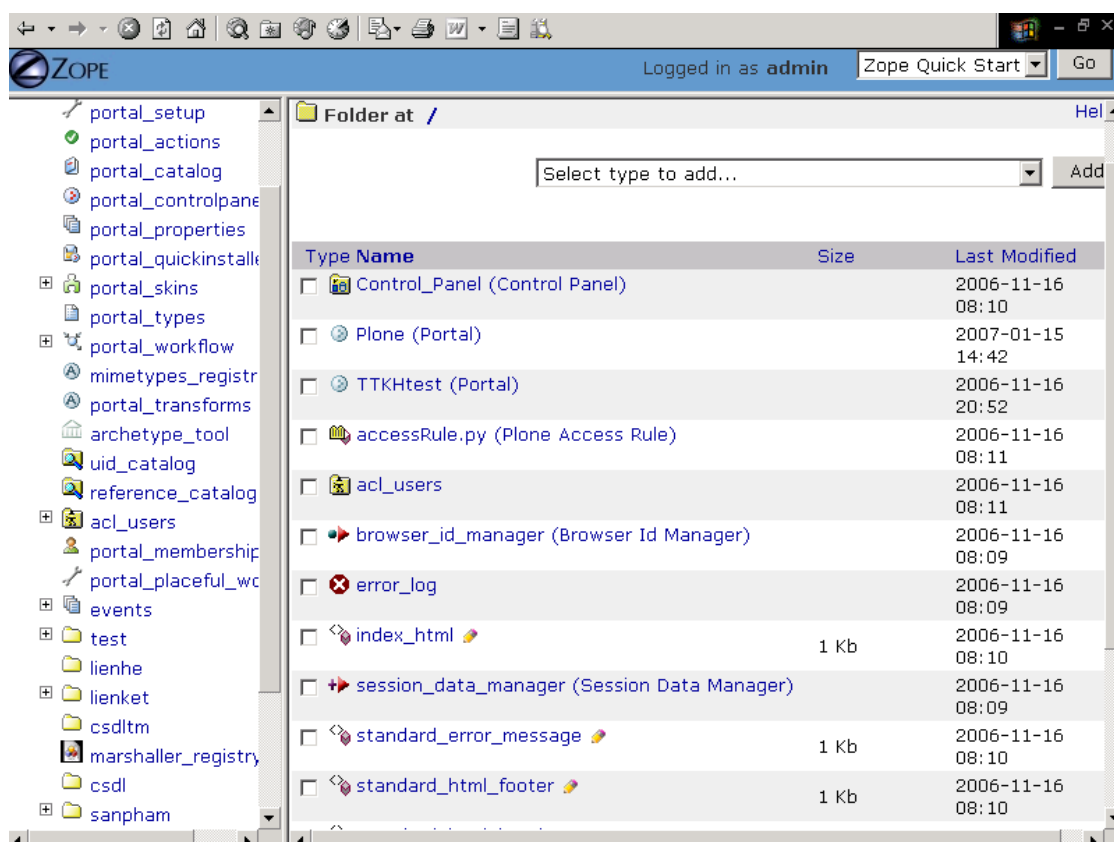 ZOPE
Logged in as admin
Zope Quick Start
Go
portal_setup
portal_actions
portal_catalog
portal_controlpane
portal_properties
portal_quickinstalle
portal_skins
portal_types
portal_workflow
mimetypes_registr
portal_transforms
archetype_tool
uid_catalog
reference_catalog
acl_users
portal_membership
portal_placeful_wo
events
test
lienhe
lienket
csdltm
marshaller_registry
csdl
sanpham
Folder at /
Hel
Select type to add...
Add
Type Name Size Last Modified
Control_Panel (Control Panel) 2006-11-16
08:10
Plone (Portal) 2007-01-15
14:42
TTKHtest (Portal) 2006-11-16
20:52
accessRule.py (Plone Access Rule) 2006-11-16
08:11
acl_users 2006-11-16
08:11
browser_id_manager (Browser Id Manager) 2006-11-16
08:09
error_log 2006-11-16
08:09
index_html 1 Kb 2006-11-16
08:10
session_data_manager (Session Data Manager) 2006-11-16
08:09
standard_error_message 1 Kb 2006-11-16
08:10
standard_html_footer 1 Kb 2006-11-16
08:10